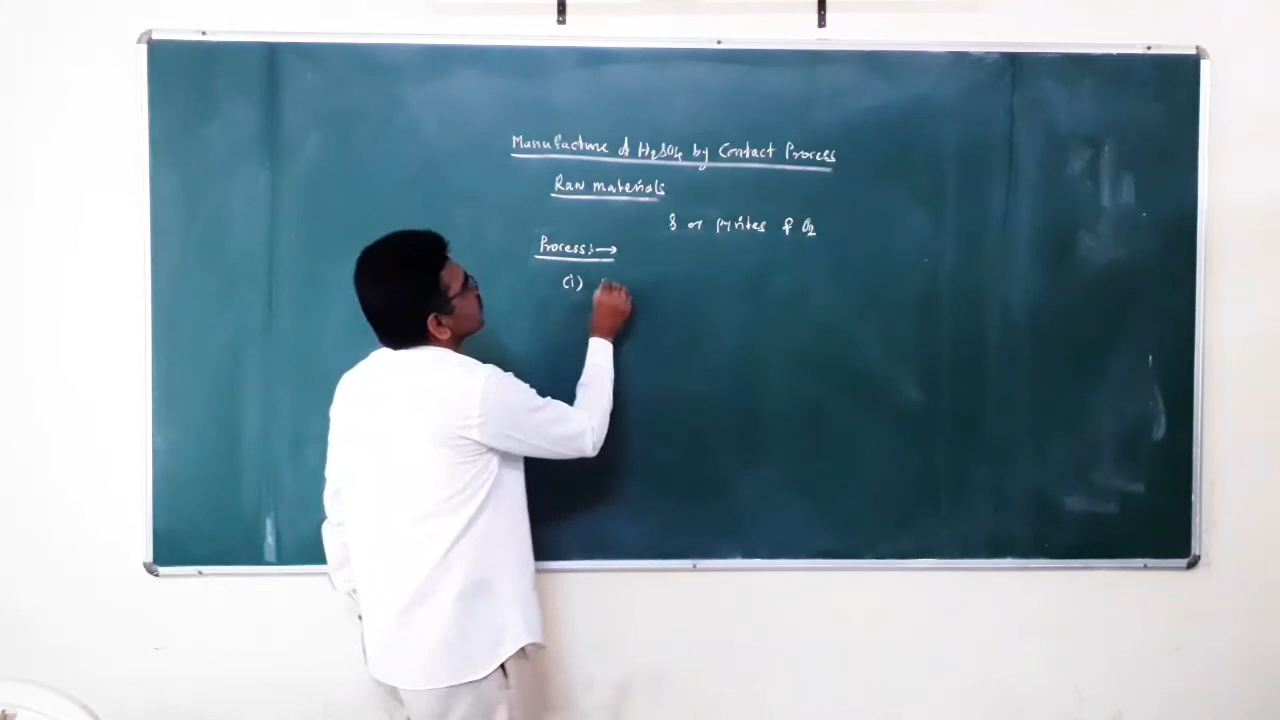 Manufacture of H₂SO₄ by Contact Process
Raw materials
S or pyrites & O₂
Process:→
(i)